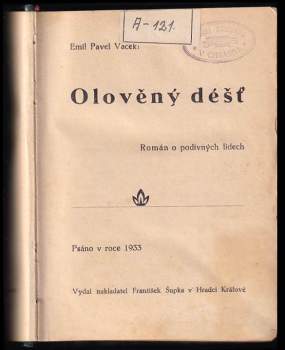 A-121.
Emil Pavel Vacek:
Olověný déšť
Román o podivných lidech
Psáno v roce 1933
Vydal nakladatel František Šupka v Hradci Králové